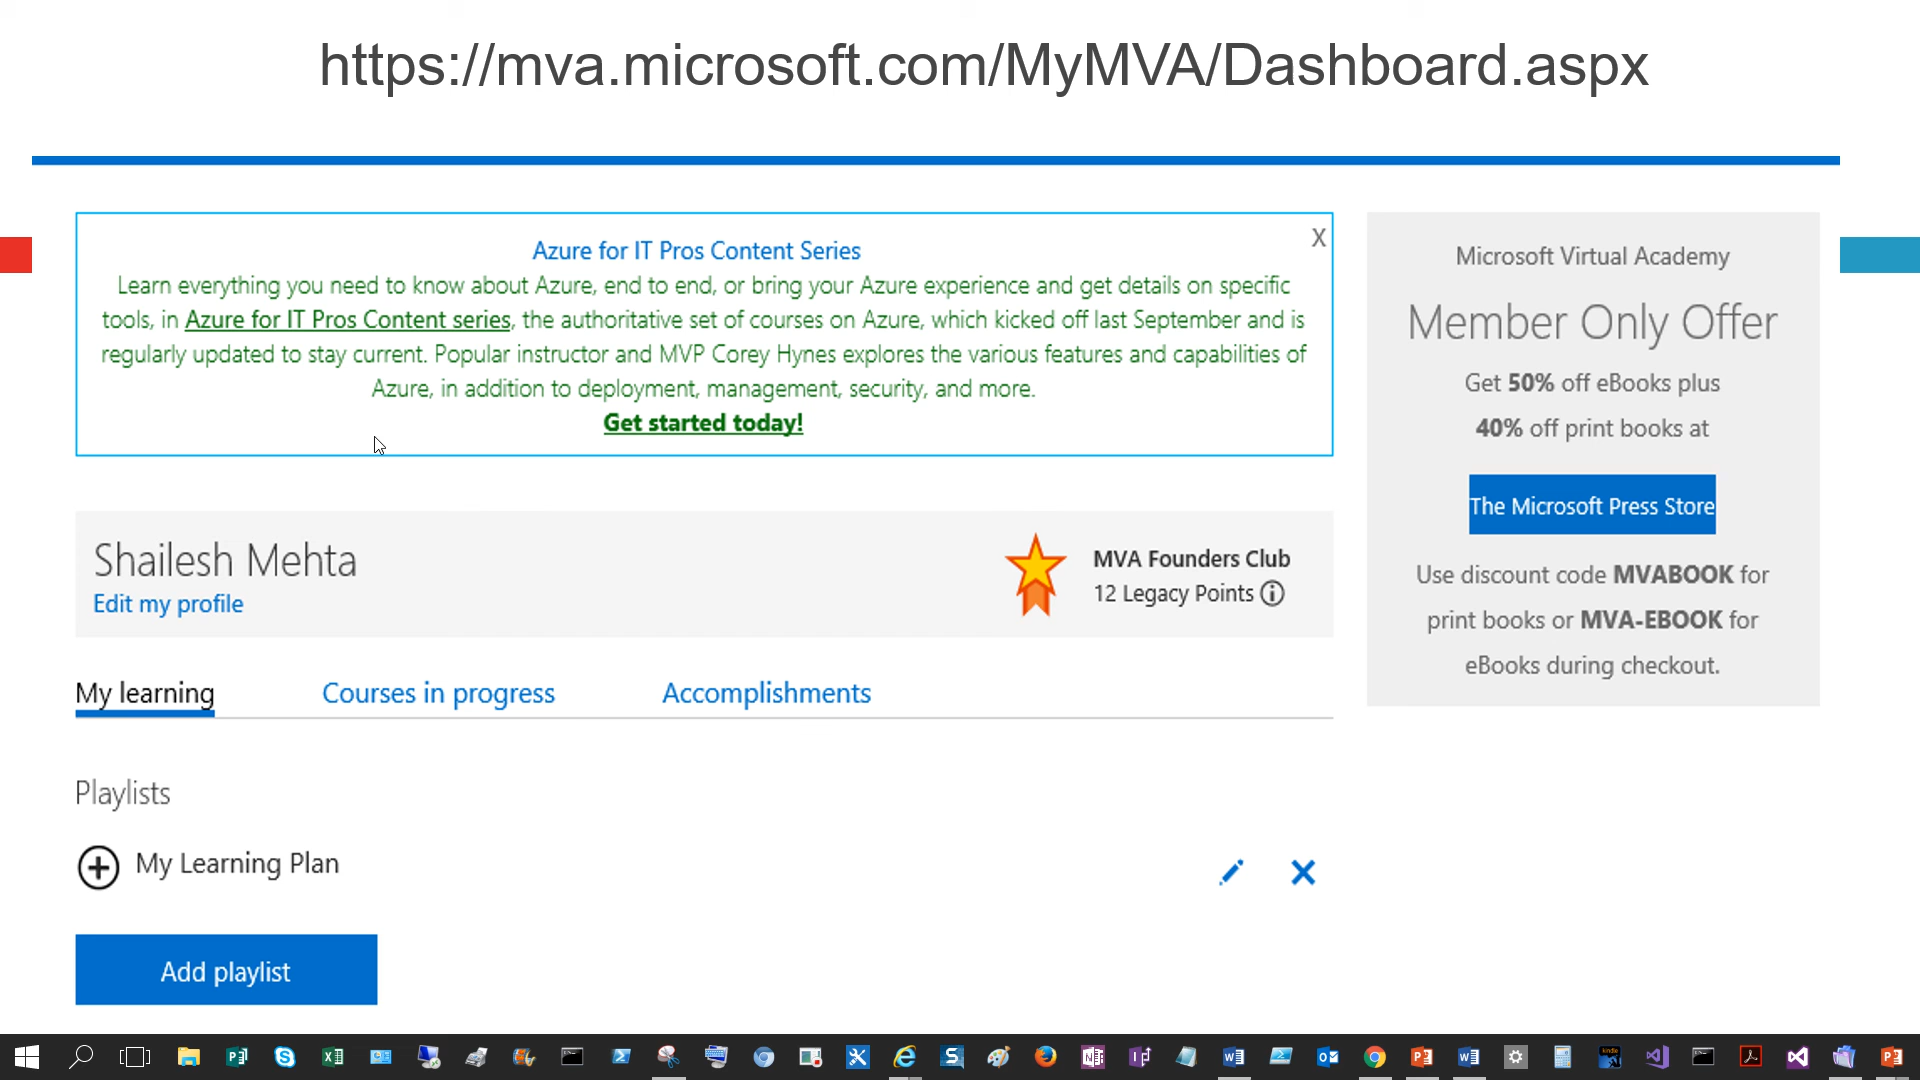 https://mva.microsoft.com/MyMVA/Dashboard.aspx
Azure for IT Pros Content Series
X
Learn everything you need to know about Azure, end to end, or bring your Azure experience and get details on specific
tools, in Azure for IT Pros Content series, the authoritative set of courses on Azure, which kicked off last September and is
regularly updated to stay current. Popular instructor and MVP Corey Hynes explores the various features and capabilities of
Azure, in addition to deployment, management, security, and more.
Get started today!
Microsoft Virtual Academy
Member Only Offer
Get 50% off eBooks plus
40% off print books at
The Microsoft Press Store
Use discount code MVABOOK for
print books or MVA-EBOOK for
eBooks during checkout.
Shailesh Mehta
Edit my profile
MVA Founders Club
12 Legacy Points
My learning
Courses in progress
Accomplishments
Playlists
My Learning Plan
Add playlist